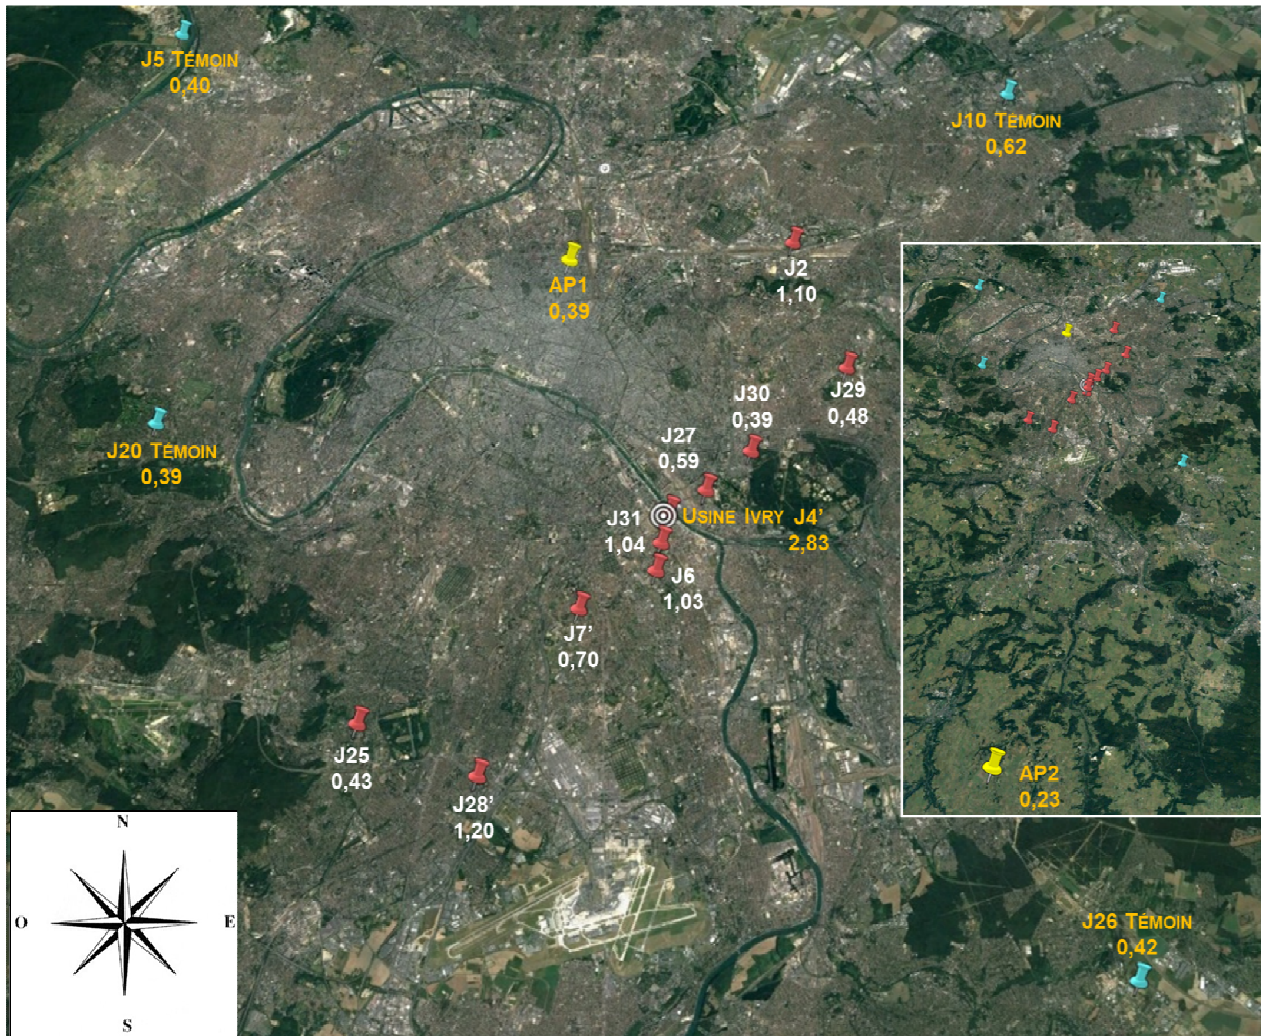 J5 TÉMOIN
0,40
J10 TÉMOIN
0,62
J2
1,10
AP1
0,39
J29
0,48
J30
0,39
J27
0,59
J20 TÉMOIN
0,39
USINE IVRY J4’
2,83
J31
1,04
J6
1,03
J7’
0,70
J25
0,43
J28’
1,20
AP2
0,23
J26 TÉMOIN
0,42
N
O
E
S